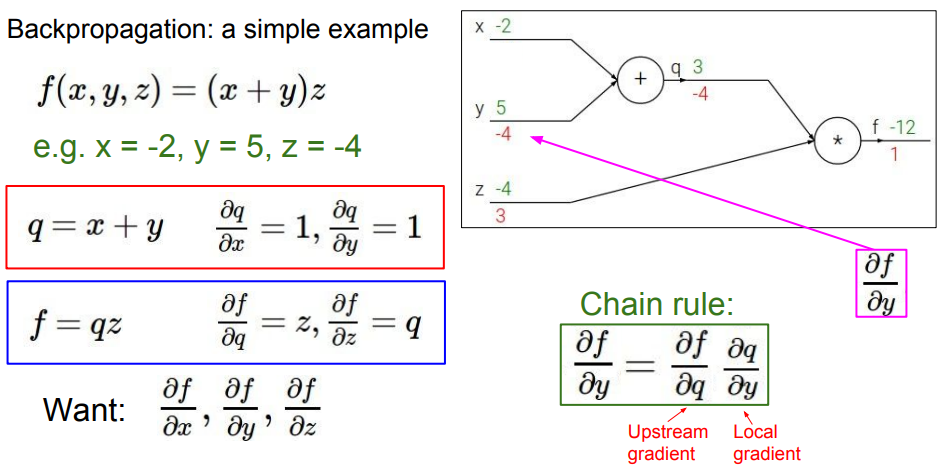 Backpropagation: a simple example
f(x, y, z) = (x + y)z
e.g. x = -2, y = 5, z = -4
q = x + y ∂q/∂x = 1, ∂q/∂y = 1
f = qz ∂f/∂q = z, ∂f/∂z = q
Want: ∂f/∂x, ∂f/∂y, ∂f/∂z
x -2
y 5
-4
z -4
3
+
q 3
-4
*
f -12
1
∂f/∂y
Chain rule:
∂f/∂y = ∂f/∂q ∂q/∂y
Upstream
gradient
Local
gradient